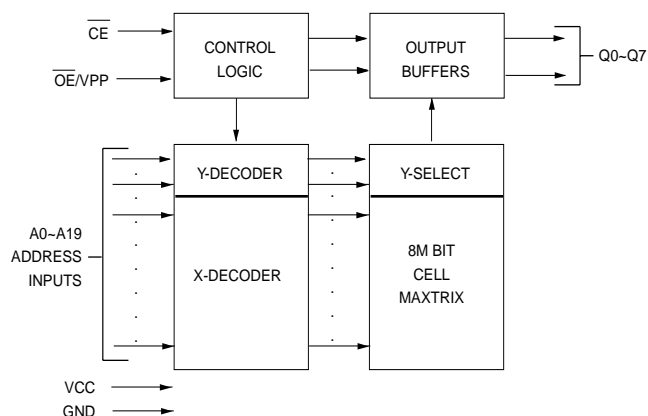 CE
OE/VPP
CONTROL
LOGIC
OUTPUT
BUFFERS
Q0~Q7
A0~A19
ADDRESS
INPUTS
Y-DECODER
X-DECODER
Y-SELECT
8M BIT
CELL
MAXTRIX
VCC
GND